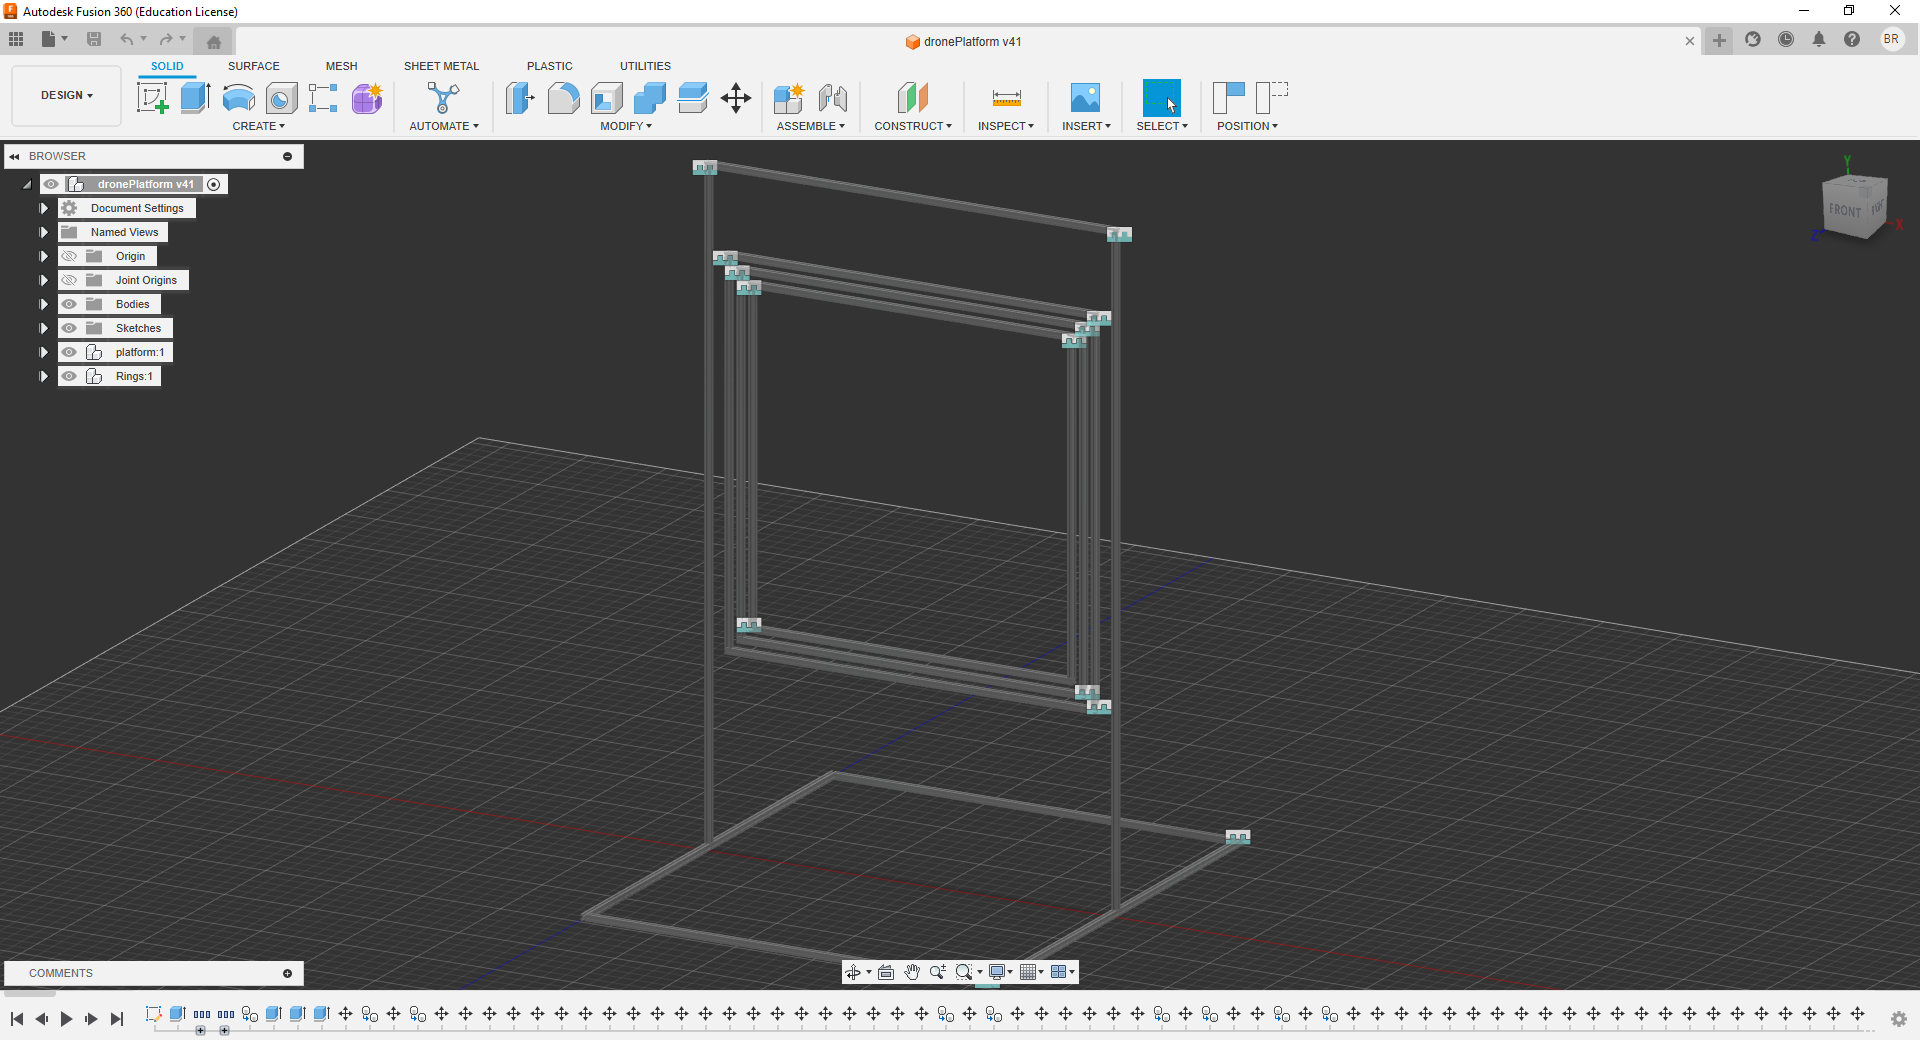 Autodesk Fusion 360 (Education License)
dronePlatform v41
BR
DESIGN
SOLID SURFACE MESH SHEET METAL PLASTIC UTILITIES
CREATE AUTOMATE MODIFY ASSEMBLE CONSTRUCT INSPECT INSERT SELECT POSITION
BROWSER
dronePlatform v41
Document Settings
Named Views
Origin
Joint Origins
Bodies
Sketches
platform:1
Rings:1
Y
FRONT
X
Z
COMMENTS